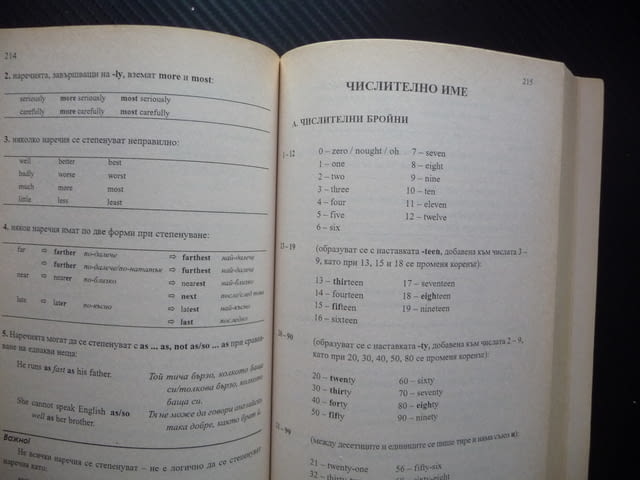 214
2. наречията, завършващи на -ly, вземат more и most:
seriously more seriously most seriously
carefully more carefully most carefully
3. няколко наречия се степенуват неправилно:
well better best
badly worse worst
much more most
little less least
4. някои наречия имат по две форми при степенуване:
far ⇨ farther по-далече ⇨ farthest най-далече
⇨ further по-далече/по-нататък ⇨ furthest най-далече
near ⇨ nearer по-близко ⇨ nearest най-близко
⇨ next после/след това
late ⇨ later по-късно ⇨ latest най-късно
⇨ last последно
5. Наречията могат да се степенуват с as ... as, not as/so ... as при сравняване на еднакви неща:
He runs as fast as his father.
Той тича бързо, колкото баща
си/толкова бързо, колкото
баща си.
She cannot speak English as/so
well as her brother.
Тя не може да говори английски
така добре, както брат ѝ.
Важно!
Не всички наречия се степенуват – не е логично да се степенуват
наречия като:
215
ЧИСЛИТЕЛНО ИМЕ
А. ЧИСЛИТЕЛНИ БРОЙНИ
1 – 12
0 – zero / nought / oh 7 – seven
1 – one 8 – eight
2 – two 9 – nine
3 – three 10 – ten
4 – four 11 – eleven
5 – five 12 – twelve
6 – six
13 – 19
(образуват се с наставката -teen, добавена към числата 3 –
9, като при 13, 15 и 18 се променя коренът):
13 – thirteen 17 – seventeen
14 – fourteen 18 – eighteen
15 – fifteen 19 – nineteen
16 – sixteen
20 – 90
(образуват се с наставката -ty, добавена към числата 2 – 9,
като при 20, 30, 40, 50, 80 се променя коренът):
20 – twenty 60 – sixty
30 – thirty 70 – seventy
40 – forty 80 – eighty
50 – fifty 90 – ninety
21 – 99
(между десетиците и единиците се пише тире и няма съюз и):
21 – twenty-one 56 – fifty-six
32 – thirty sixty-eight